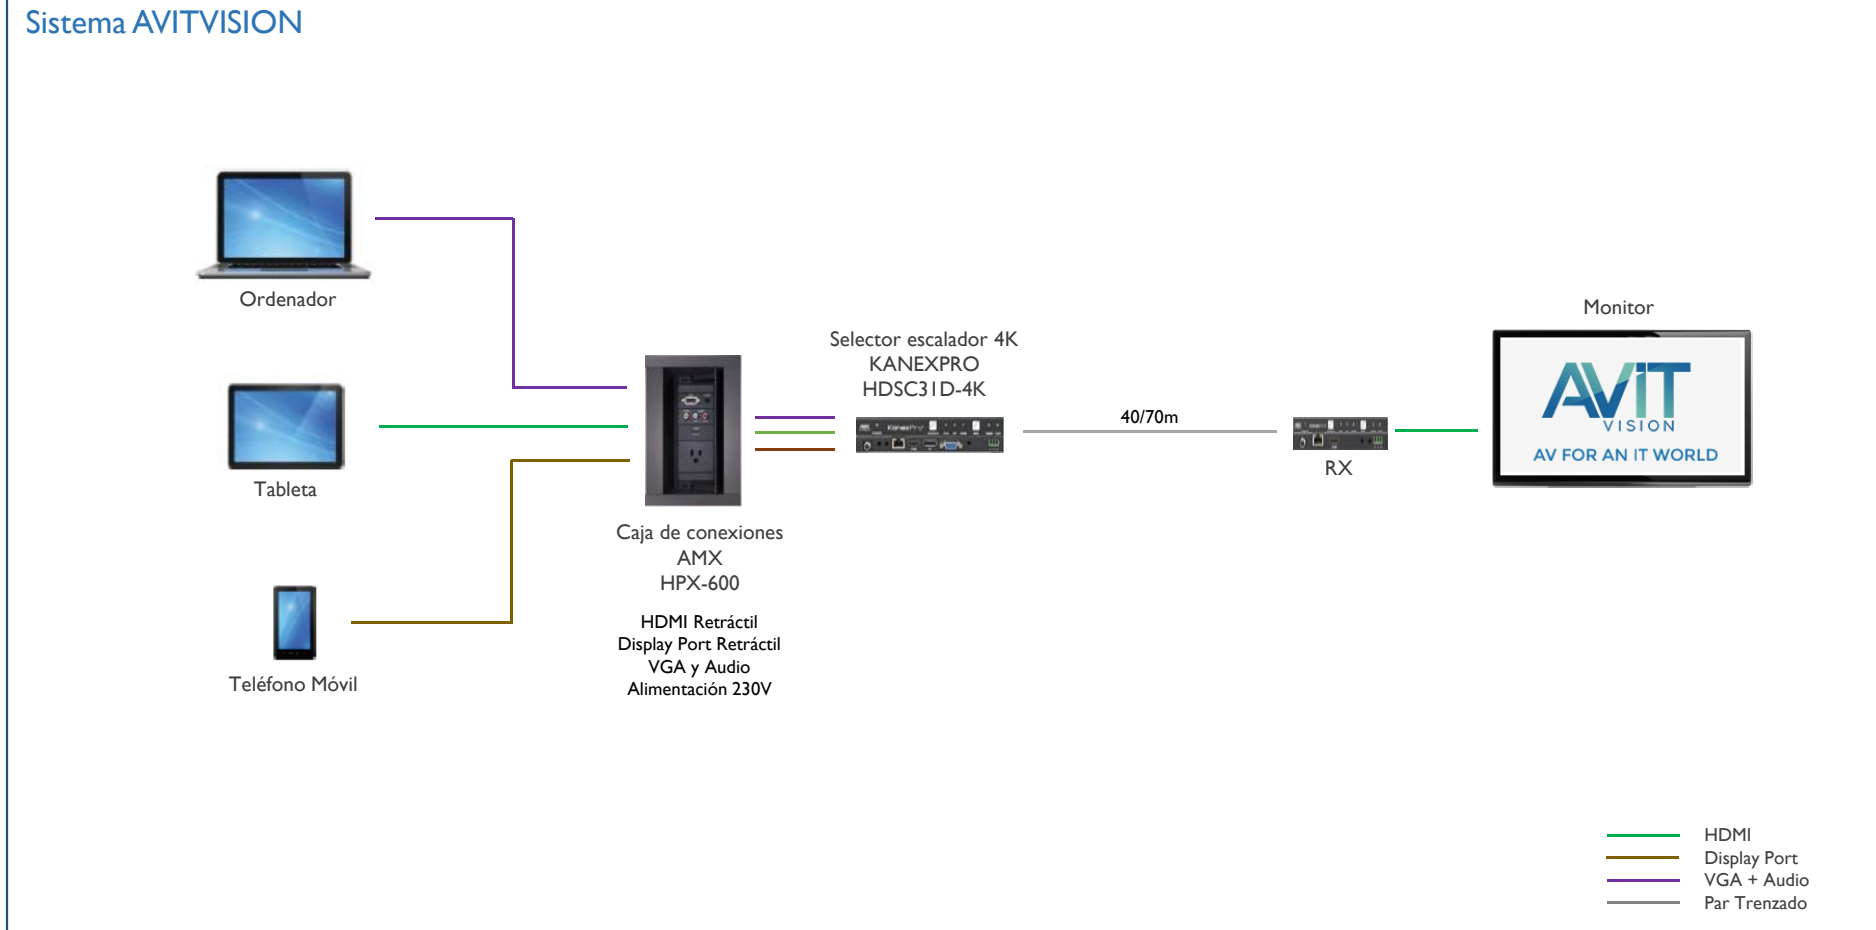 Sistema AVITVISION
Ordenador
Tableta
Teléfono Móvil
Caja de conexiones
AMX
HPX-600
HDMI Retráctil
Display Port Retráctil
VGA y Audio
Alimentación 230V
Selector escalador 4K
KANEXPRO
HDSC31D-4K
KanexPro
40/70m
RX
Monitor
AVIT
VISION
AV FOR AN IT WORLD
HDMI
Display Port
VGA + Audio
Par Trenzado